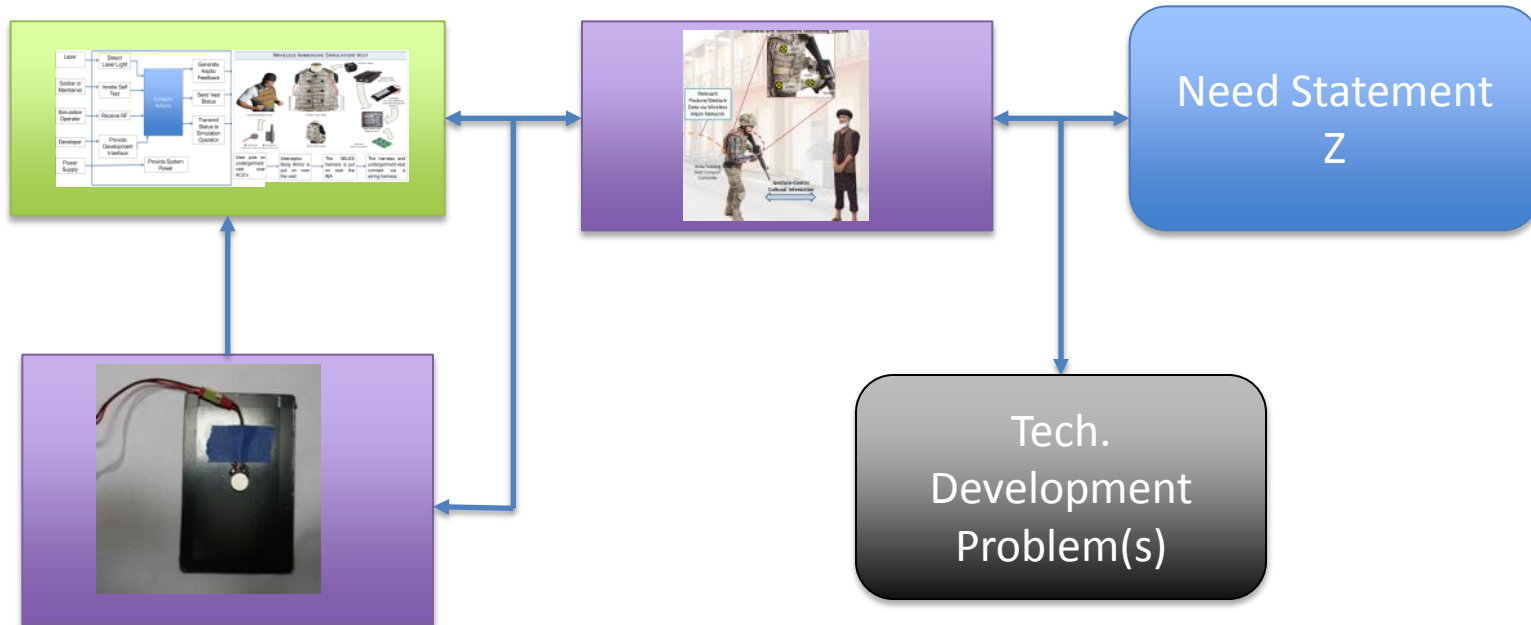 Laser
Detect
Laser Light
Generate
Haptic
Feedback
Soldier or
Maintainer
Invoke Self
Test
Send Vest
Status
Simulation
Operator
Receive RF
Transmit
Status to
Simulation
Operator
Developer
Provide
Development
Interface
Power
Supply
Provide System
Power
WIRELESS IMMERSIVE SIMULATION VEST
User puts on
undergarment
vest over
ACU's
Interceptor
Body Armor is
put on over
the vest
The
harness is put
on over the
IBA
The harness and
undergarment vest
connect via a
wiring harness
Relevant
Posture/Gesture
Data via Wireless
Mesh Network
Gesture-Centric
Cultural Interaction
Need Statement
Z
Tech.
Development
Problem(s)